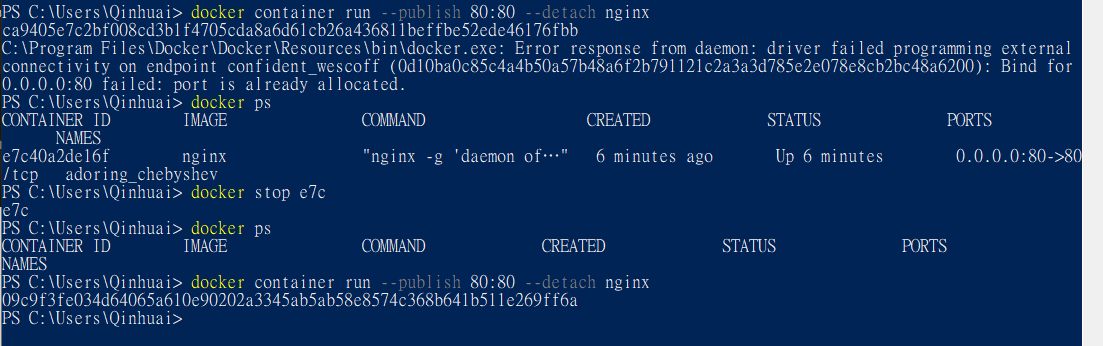 PS C:\Users\Qinhuai> docker container run --publish 80:80 --detach nginx
ca9405e7c2bf008cd3b1f4705cda8a6d61cb26a436811beffbe52ede46176fbb
C:\Program Files\Docker\Docker\Resources\bin\docker.exe: Error response from daemon: driver failed programming external
connectivity on endpoint confident_wescoff (0d10ba0c85c4a4b50a57b48a6f2b791121c2a3a3d785e2e078e8cb2bc48a6200): Bind for
0.0.0.0:80 failed: port is already allocated.
PS C:\Users\Qinhuai> docker ps
CONTAINER ID IMAGE COMMAND CREATED STATUS PORTS
NAMES
e7c40a2de16f nginx "nginx -g 'daemon of…" 6 minutes ago Up 6 minutes 0.0.0.0:80->80
/tcp adoring_chebyshev
PS C:\Users\Qinhuai> docker stop e7c
e7c
PS C:\Users\Qinhuai> docker ps
CONTAINER ID IMAGE COMMAND CREATED STATUS PORTS
NAMES
PS C:\Users\Qinhuai> docker container run --publish 80:80 --detach nginx
09c9f3fe034d64065a610e90202a3345ab5ab58e8574c368b641b511e269ff6a
PS C:\Users\Qinhuai>